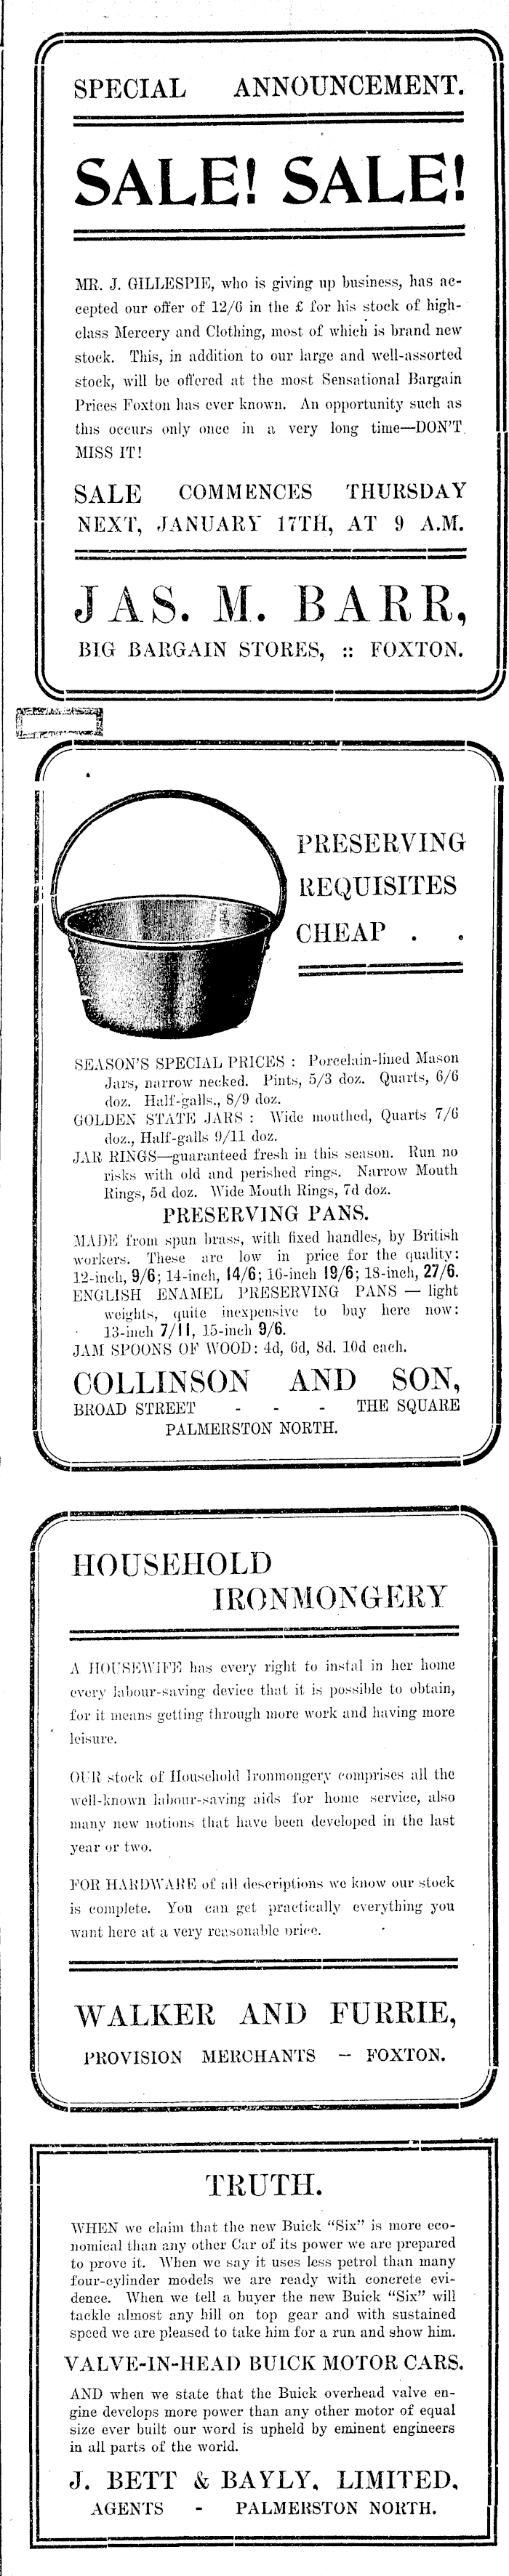 SPECIAL ANNOUNCEMENT.
SALE! SALE!
MR. J. GILLESPIE, who is giving up business, has ac-
cepted our offer of 12/6 in the £ for his stock of high-
class Mercery and Clothing, most of which is brand new
stock. This, in addition to our large and well-assorted
stock, will be offered at the most Sensational Bargain
Prices Foxton has ever known. An opportunity such as
this occurs only once in a very long time—DON'T
MISS IT!
SALE COMMENCES THURSDAY
NEXT, JANUARY 17TH, AT 9 A.M.
JAS. M. BARR,
BIG BARGAIN STORES, :: FOXTON.
PRESERVING
REQUISITES
CHEAP . .
SEASON'S SPECIAL PRICES : Porcelain-lined Mason
Jars, narrow necked. Pints, 5/3 doz. Quarts, 6/6
doz. Half-galls., 8/9 doz.
GOLDEN STATE JARS : Wide mouthed, Quarts 7/6
doz., Half-galls 9/11 doz.
JAR RINGS—guaranteed fresh in this season. Run no
risks with old and perished rings. Narrow Mouth
Rings, 5d doz. Wide Mouth Rings, 7d doz.
PRESERVING PANS.
MADE from spun brass, with fixed handles, by British
workers. These are low in price for the quality:
12-inch, 9/6; 14-inch, 14/6; 16-inch 19/6; 18-inch, 27/6.
ENGLISH ENAMEL PRESERVING PANS — light
weights, quite inexpensive to buy here now:
13-inch 7/11, 15-inch 9/6.
JAM SPOONS OF WOOD: 4d, 6d, 8d. 10d each.
COLLINSON AND SON,
BROAD STREET - - - THE SQUARE
PALMERSTON NORTH.
HOUSEHOLD
IRONMONGERY
A HOUSEWIFE has every right to instal in her home
every labour-saving device that it is possible to obtain,
for it means getting through more work and having more
leisure.
OUR stock of Household Ironmongery comprises all the
well-known labour-saving aids for home service, also
many new notions that have been developed in the last
year or two.
FOR HARDWARE of all descriptions we know our stock
is complete. You can get practically everything you
want here at a very reasonable price.
WALKER AND FURRIE,
PROVISION MERCHANTS — FOXTON.
TRUTH.
WHEN we claim that the new Buick "Six" is more eco-
nomical than any other Car of its power we are prepared
to prove it. When we say it uses less petrol than many
four-cylinder models we are ready with concrete evi-
dence. When we tell a buyer the new Buick "Six" will
tackle almost any hill on top gear and with sustained
speed we are pleased to take him for a run and show him.
VALVE-IN-HEAD BUICK MOTOR CARS.
AND when we state that the Buick overhead valve en-
gine develops more power than any other motor of equal
size ever built our word is upheld by eminent engineers
in all parts of the world.
J. BETT & BAYLY, LIMITED,
AGENTS - PALMERSTON NORTH.